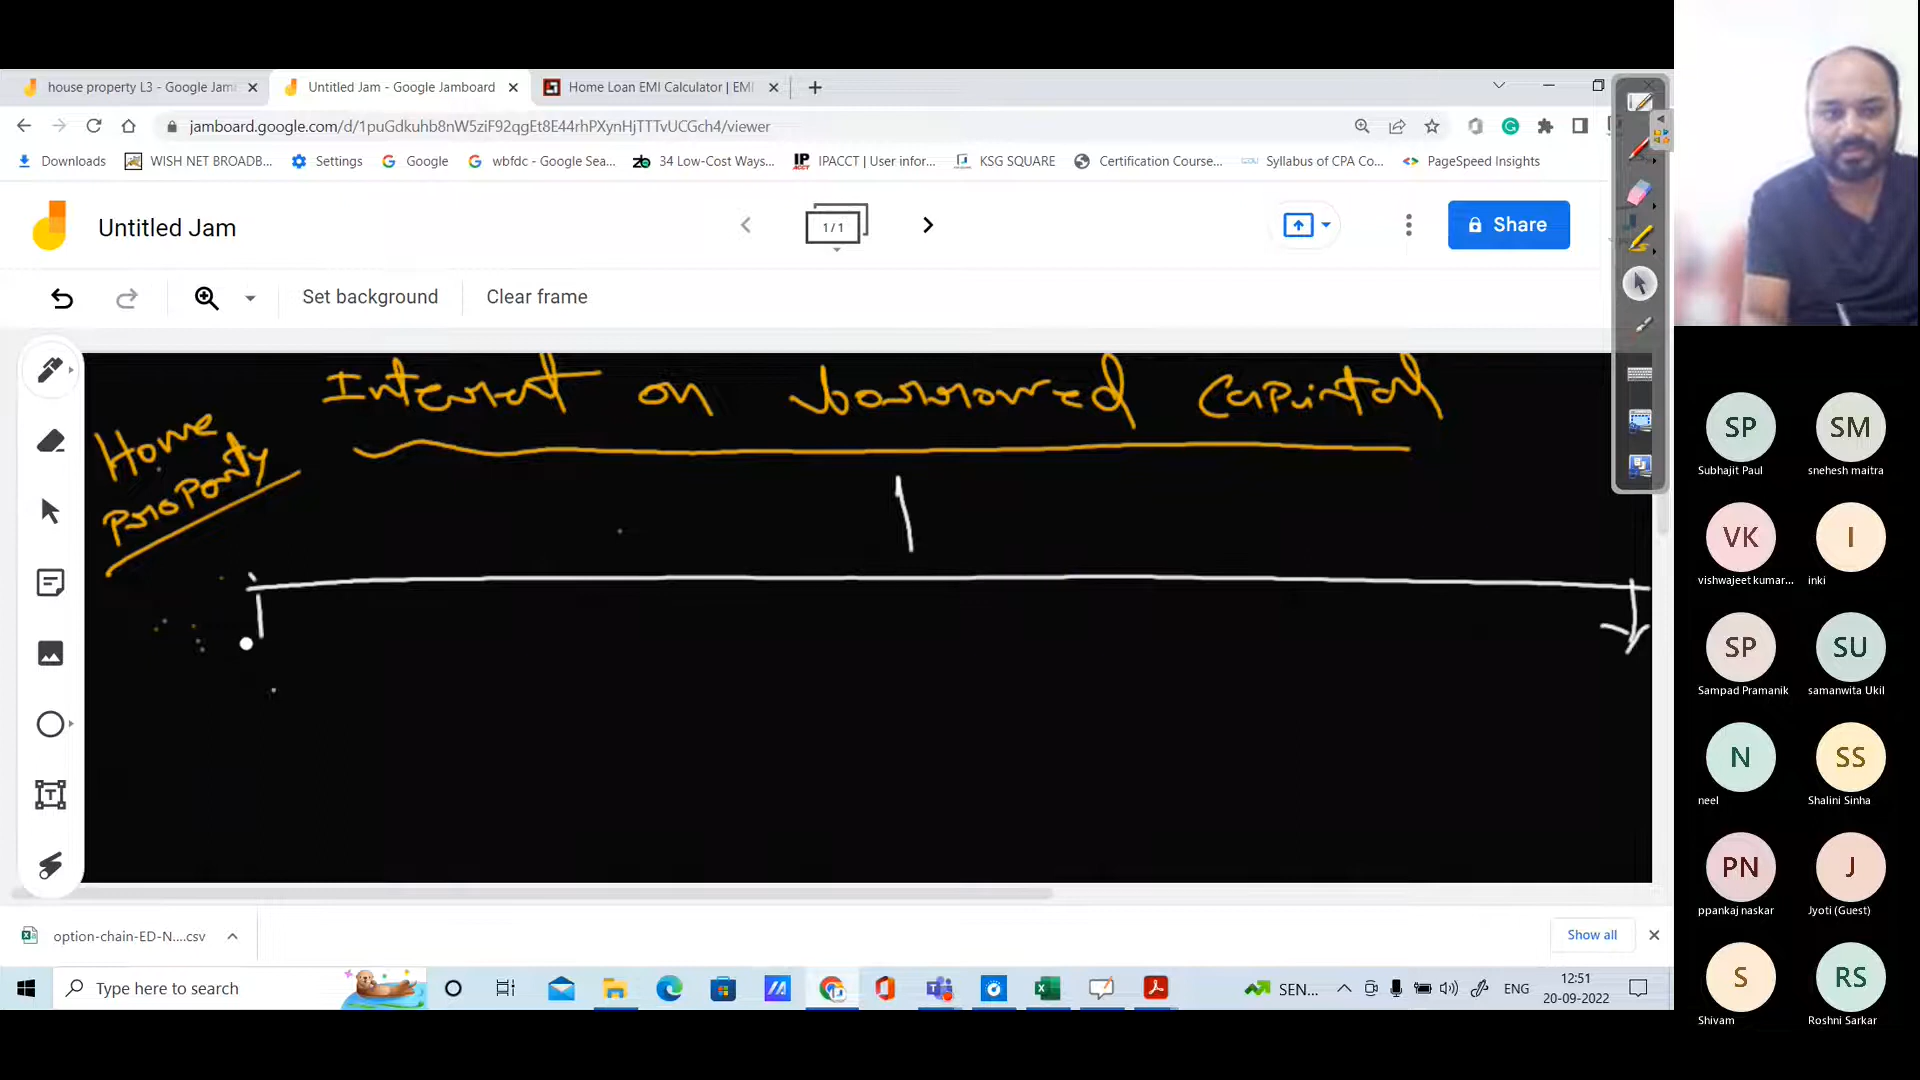 house property L3 - Google Jam
Untitled Jam - Google Jamboard
Home Loan EMI Calculator | EMI
jamboard.google.com/d/1puGdkuhb8nW5ziF92qgEt8E44rhPXynHjTTTvUCGch4/viewer
Downloads
WISH NET BROADB...
Settings
Google
wbfdc - Google Sea...
34 Low-Cost Ways...
IPACCT | User infor...
KSG SQUARE
Certification Course...
Syllabus of CPA Co...
PageSpeed Insights
Untitled Jam
1 / 1
Share
Set background
Clear frame
Interest on borrowed capital
Home
Property
SP
Subhajit Paul
SM
snehesh maitra
VK
vishwajeet kumar...
I
inki
SP
Sampad Pramanik
SU
samanwita Ukil
N
neel
SS
Shalini Sinha
PN
ppankaj naskar
J
Jyoti (Guest)
S
Shivam
RS
Roshni Sarkar
option-chain-ED-N....csv
Show all
Type here to search
SEN...
ENG
12:51
20-09-2022